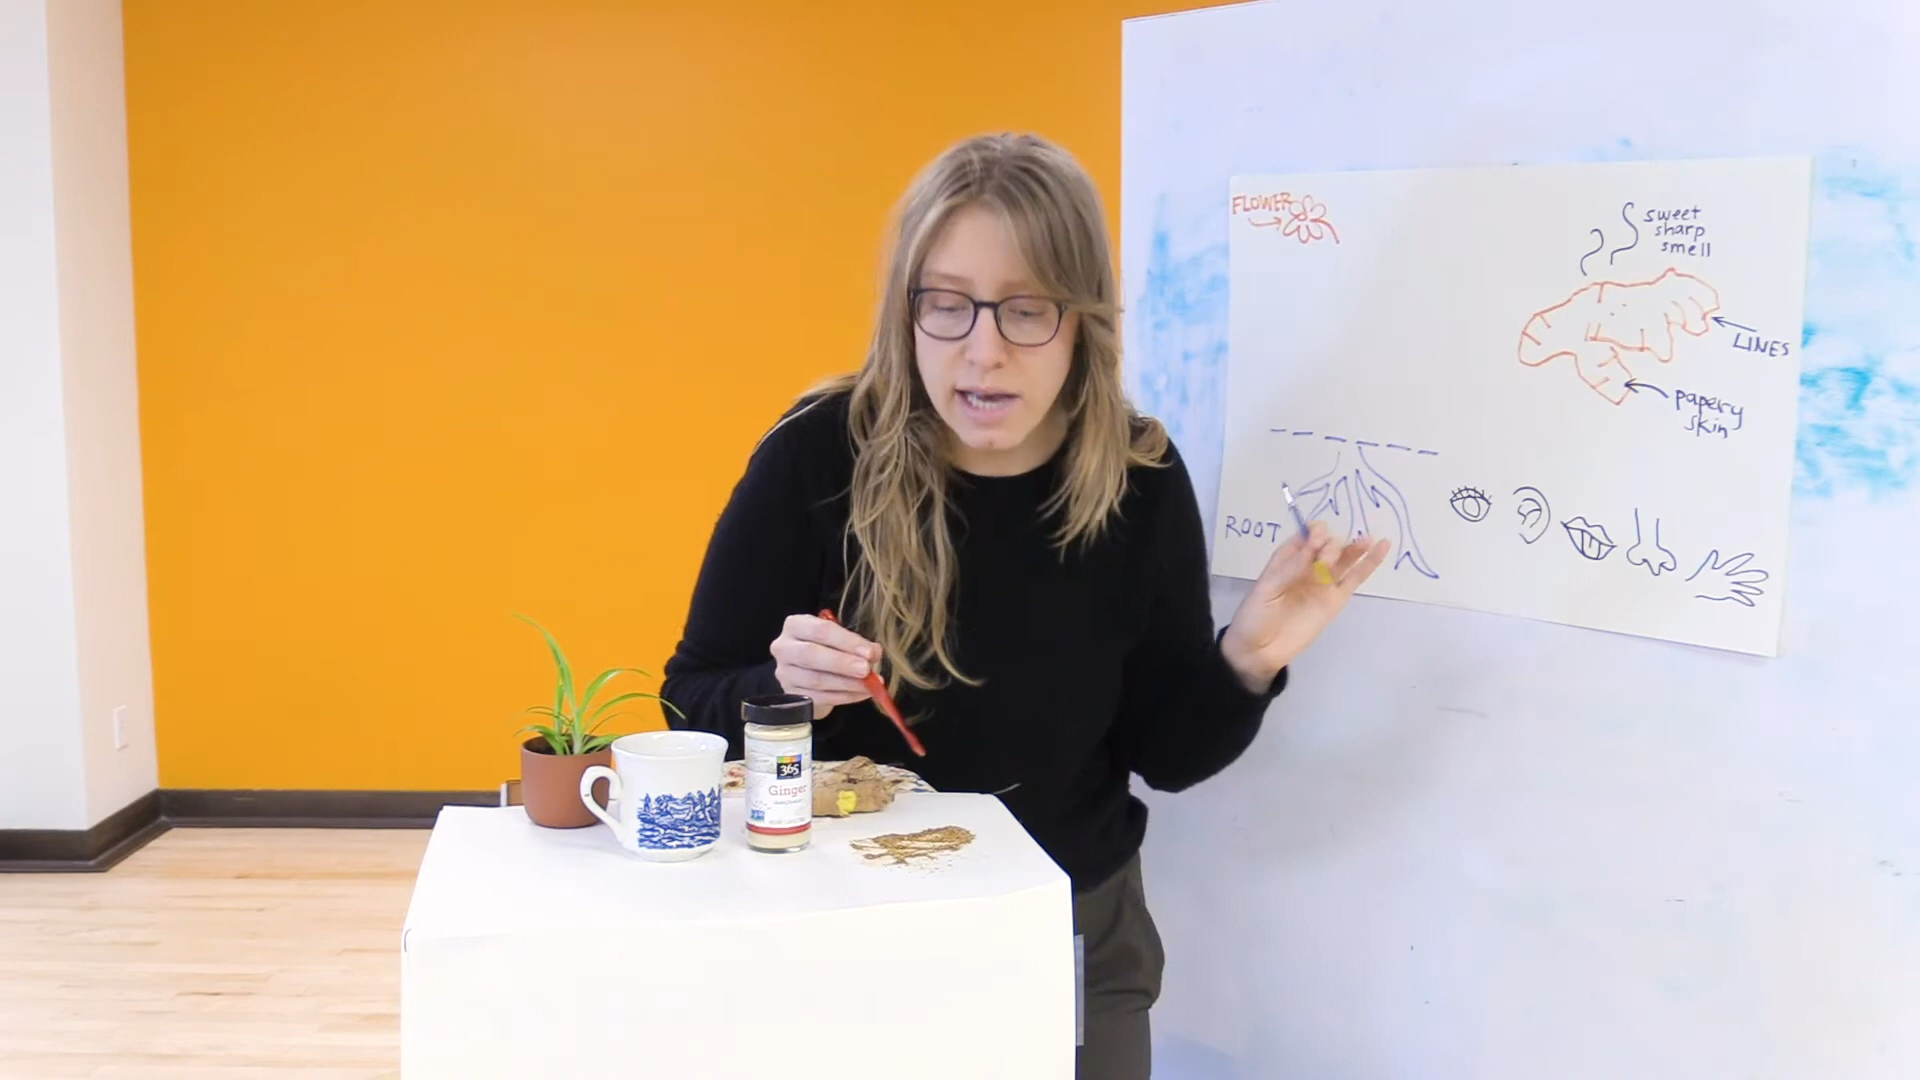 FLOWER
sweet
sharp
smell
LINES
papery
skin
ROOT
365
Ginger